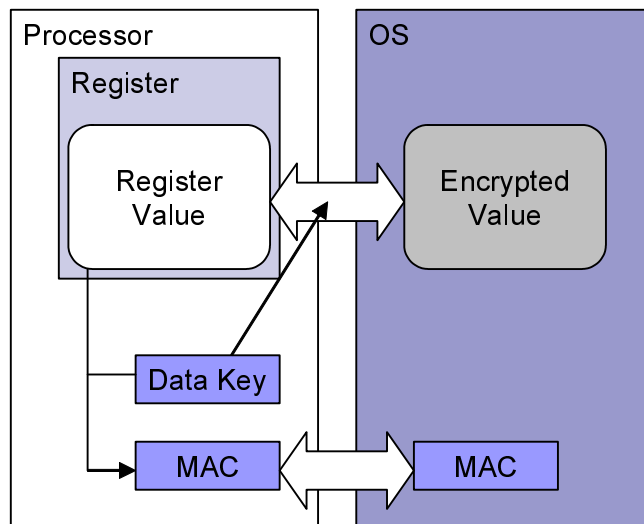 Processor
OS
Register
Register
Value
Encrypted
Value
Data Key
MAC
MAC